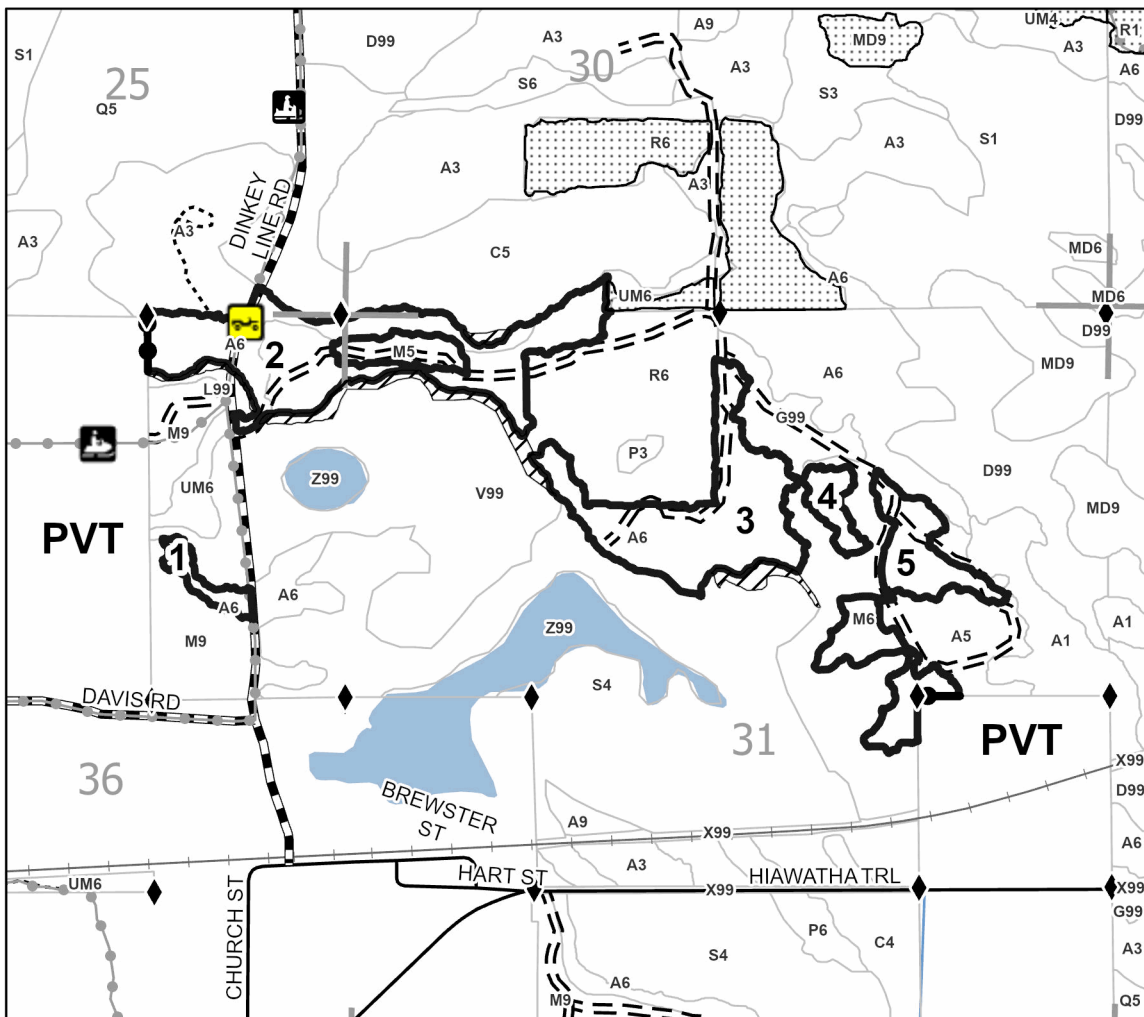 UM4
R1
A9
D99
A3
MD9
A3
S1
30
A3
A6
25
S6
S3
Q5
D99
R6
A3
S1
A3
A3
DINKEY
LINE RD
A3
A3
C5
MD6
A6
UM6
MD6
D99
2
A6
M5
MD9
R6
A6
L99
G99
M9
P3
D99
Z99
UM6
V99
4
MD9
3
PVT
A6
1
5
A6
A6
M6
A1
Z99
A5
A1
M9
S4
DAVIS RD
31
PVT
36
X99
D99
BREWSTER
ST
A9
X99
A6
A3
HART ST
HIAWATHA TRL
UM6
X99
X99
G99
CHURCH ST
P6
C4
A3
S4
A6
M9
Q5